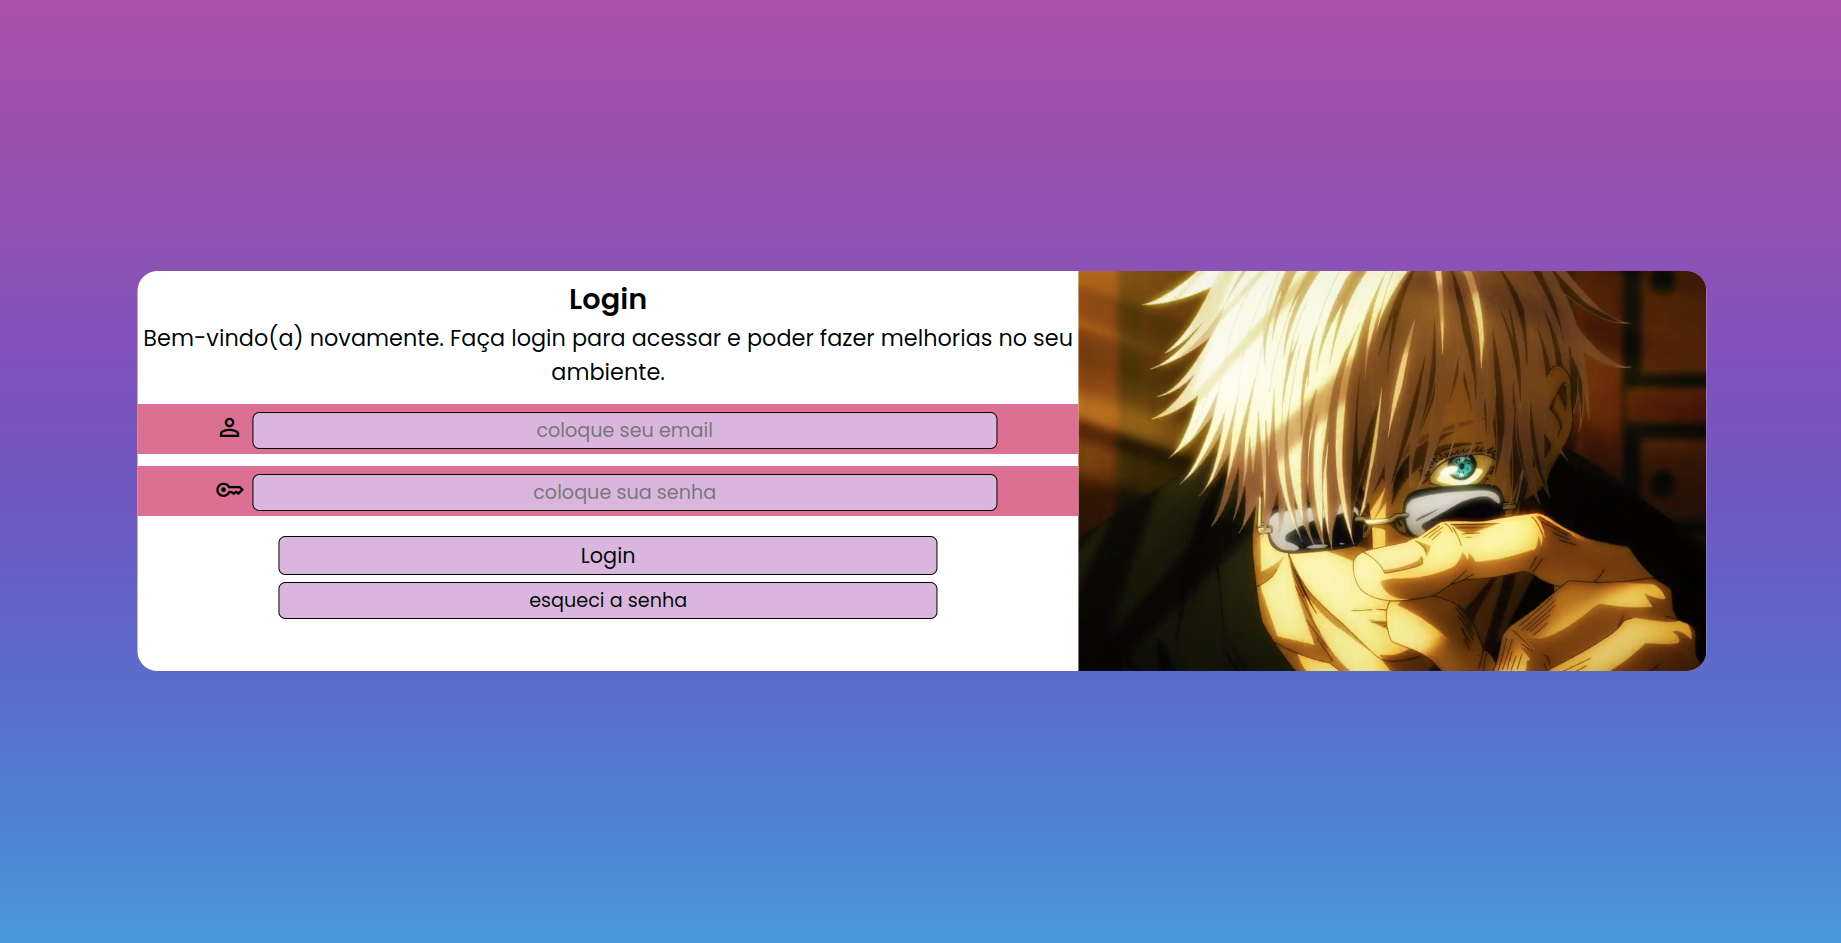 Login
Bem-vindo(a) novamente. Faça login para acessar e poder fazer melhorias no seu
ambiente.
coloque seu email
coloque sua senha
Login
esqueci a senha